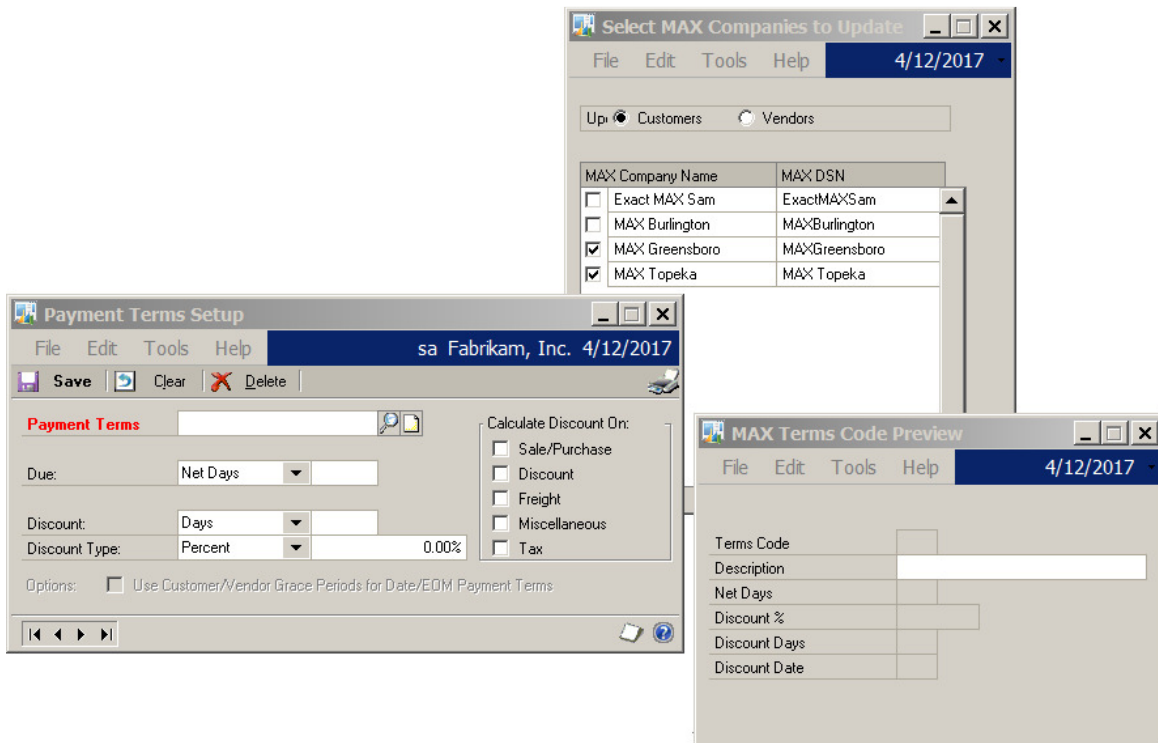 Select MAX Companies to Update
File Edit Tools Help 4/12/2017
Up Customers Vendors
MAX Company Name MAX DSN
Exact MAX Sam ExactMAXSam
MAX Burlington MAXBurlington
MAX Greensboro MAXGreensboro
MAX Topeka MAX Topeka
Payment Terms Setup
File Edit Tools Help sa Fabrikam, Inc. 4/12/2017
Save Clear Delete
Payment Terms
Calculate Discount On:
Sale/Purchase
Due: Net Days
Discount
Freight
Discount: Days
Miscellaneous
Discount Type: Percent 0.00%
Tax
Options: Use Customer/Vendor Grace Periods for Date/EOM Payment Terms
MAX Terms Code Preview
File Edit Tools Help 4/12/2017
Terms Code
Description
Net Days
Discount %
Discount Days
Discount Date